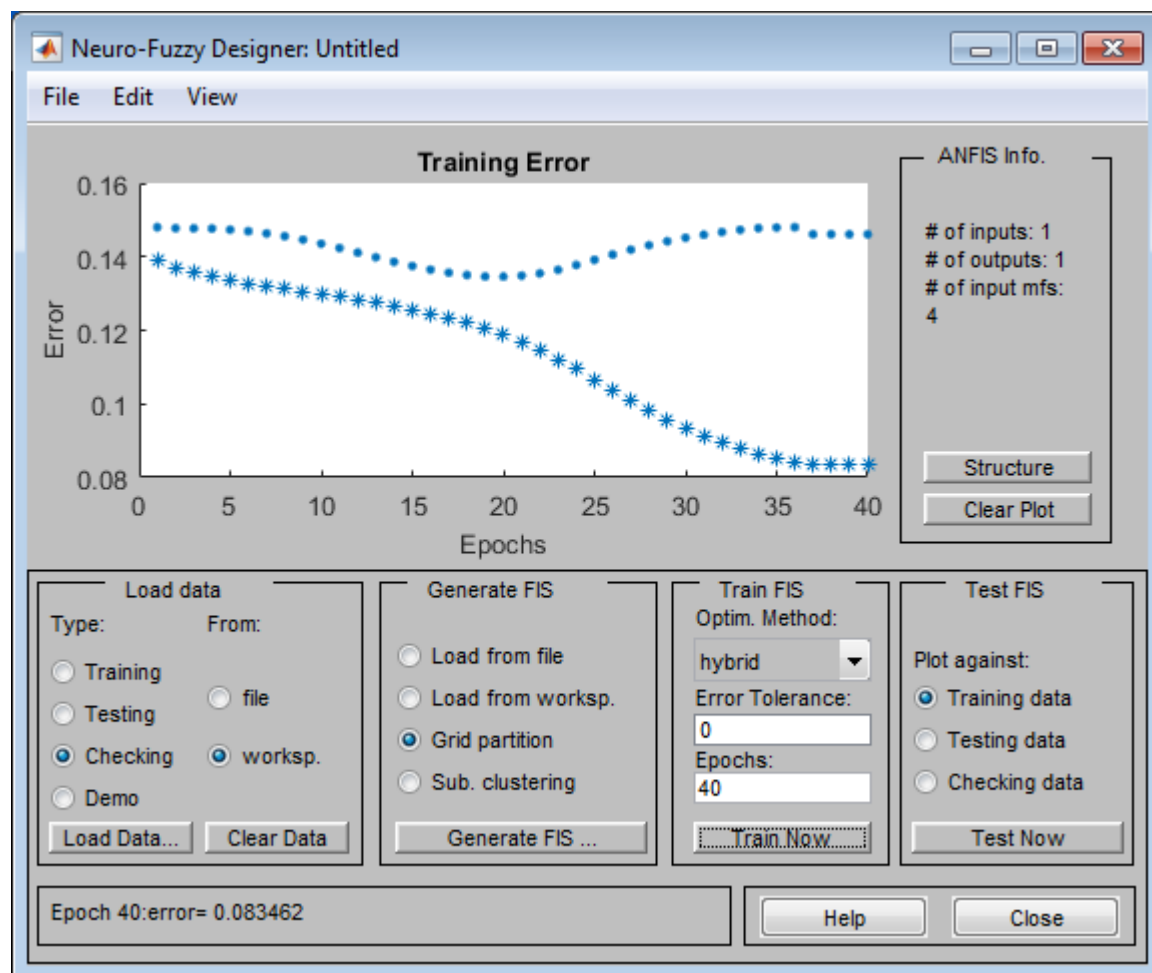 Neuro-Fuzzy Designer: Untitled
File Edit View
Training Error
0.16
0.14
0.12
0.1
0.08
Error
0 5 10 15 20 25 30 35 40
Epochs
ANFIS Info.
# of inputs: 1
# of outputs: 1
# of input mfs:
4
Structure
Clear Plot
Load data
Type: From:
Training
Testing
Checking
Demo
file
worksp.
Load Data... Clear Data
Generate FIS
Load from file
Load from worksp.
Grid partition
Sub. clustering
Generate FIS ...
Train FIS
Optim. Method:
hybrid
Error Tolerance:
0
Epochs:
40
Train Now
Test FIS
Plot against:
Training data
Testing data
Checking data
Test Now
Epoch 40:error= 0.083462
Help Close